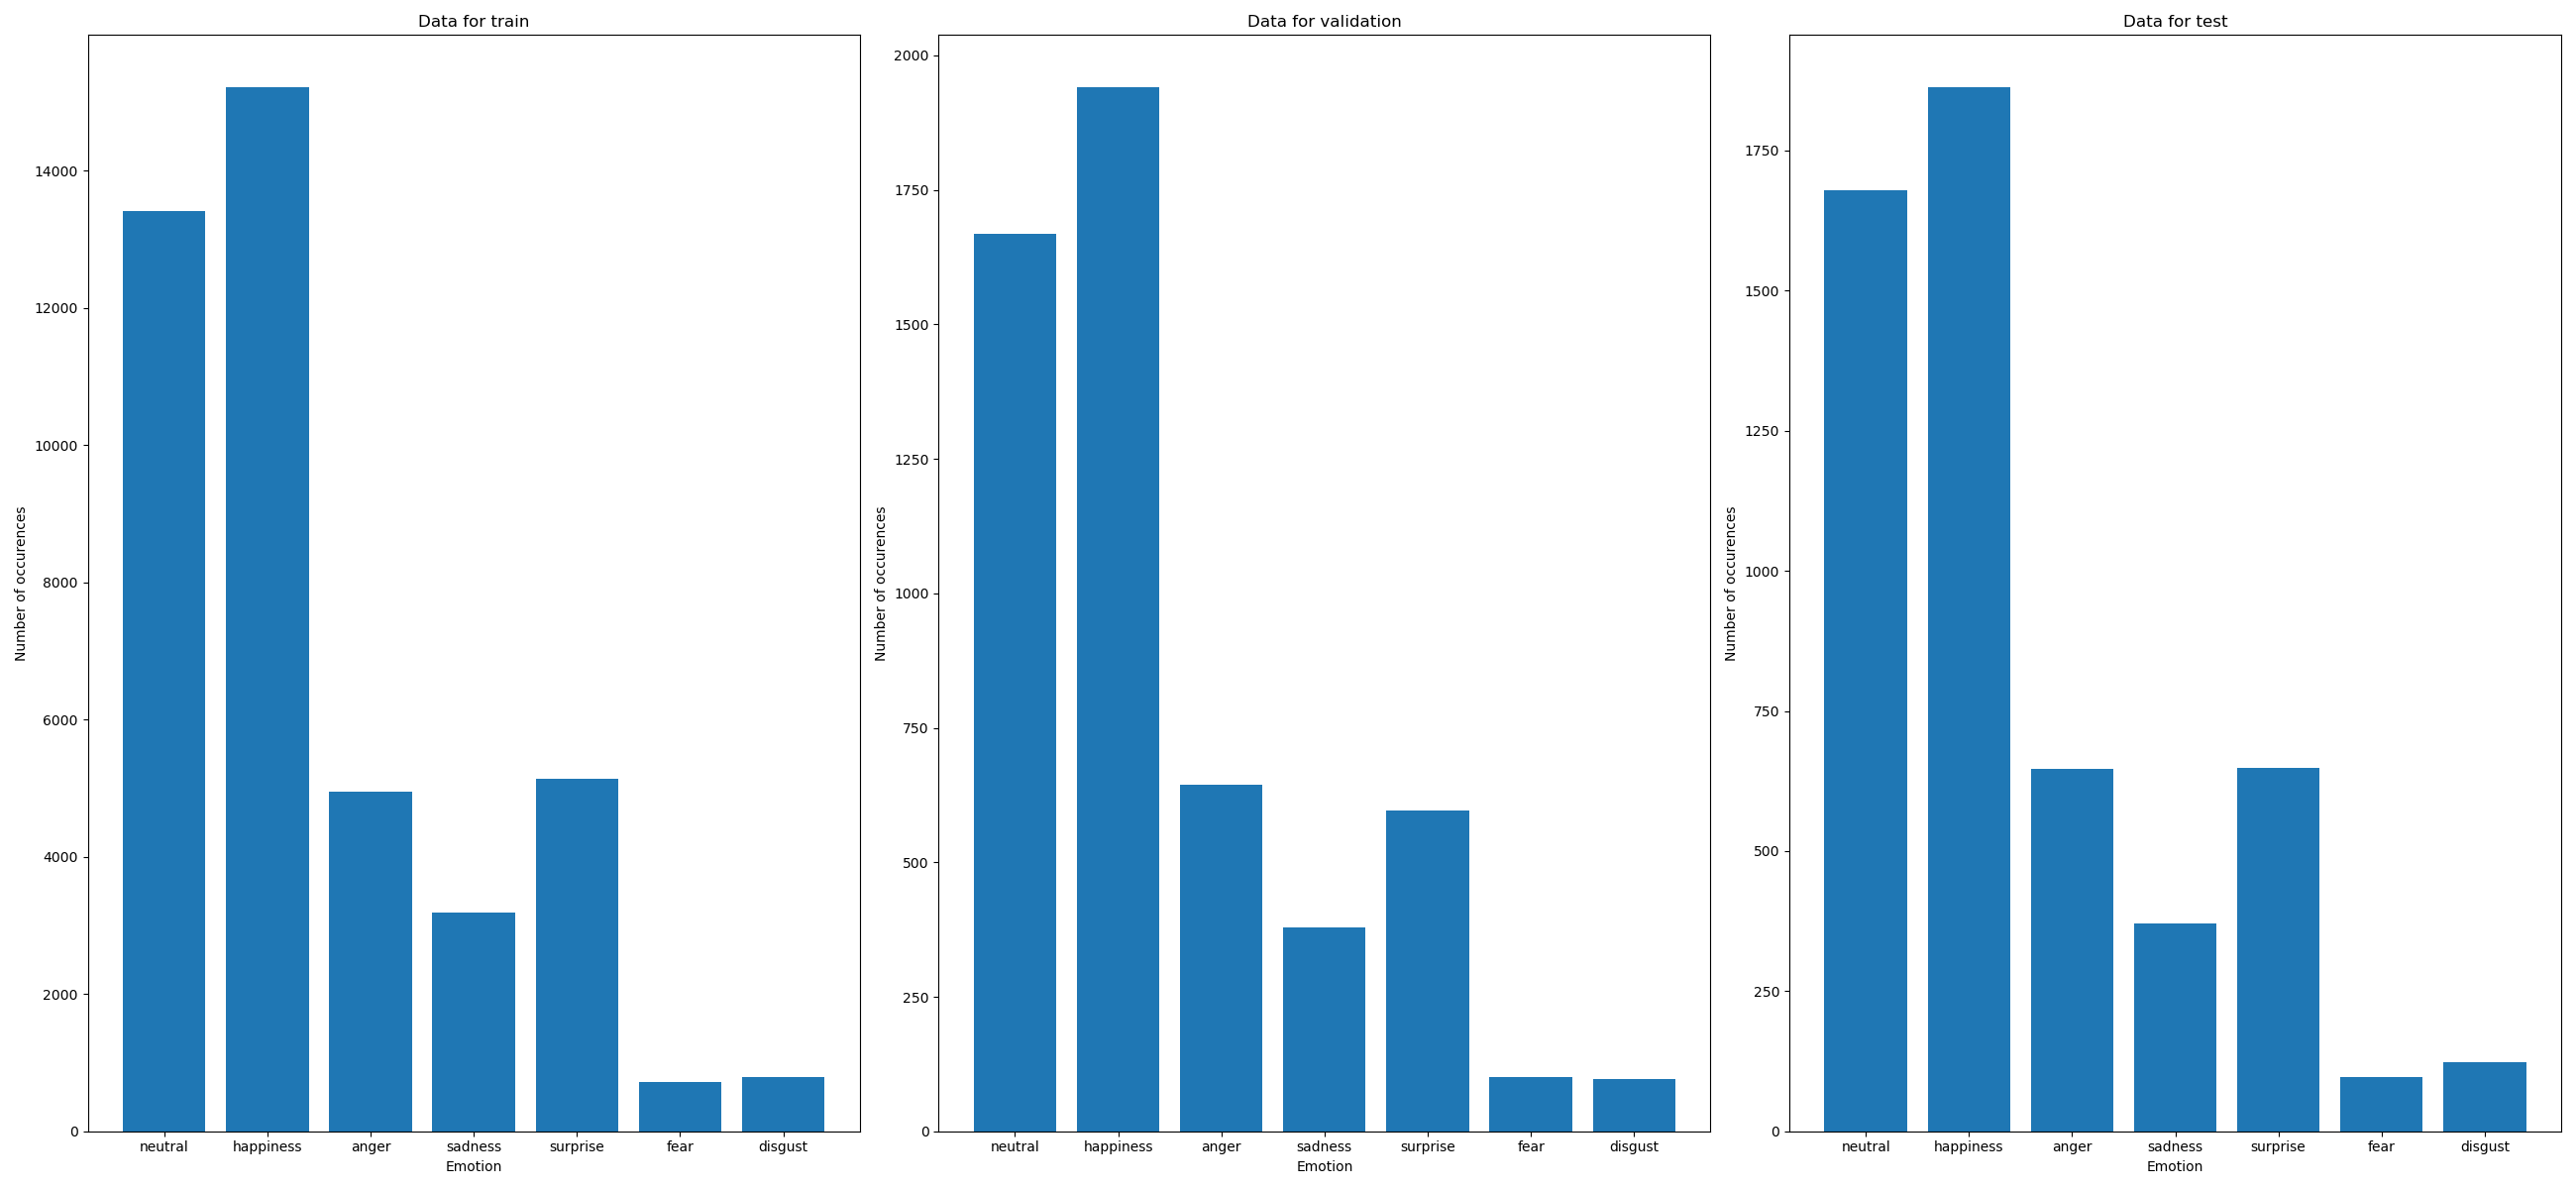 Data for train
14000
12000
10000
8000
6000
4000
2000
0
Number of occurences
neutral happiness anger sadness surprise fear disgust
Emotion
Data for validation
2000
1750
1500
1250
1000
750
500
250
0
Number of occurences
neutral happiness anger sadness surprise fear disgust
Emotion
Data for test
1750
1500
1250
1000
750
500
250
0
Number of occurences
neutral happiness anger sadness surprise fear disgust
Emotion